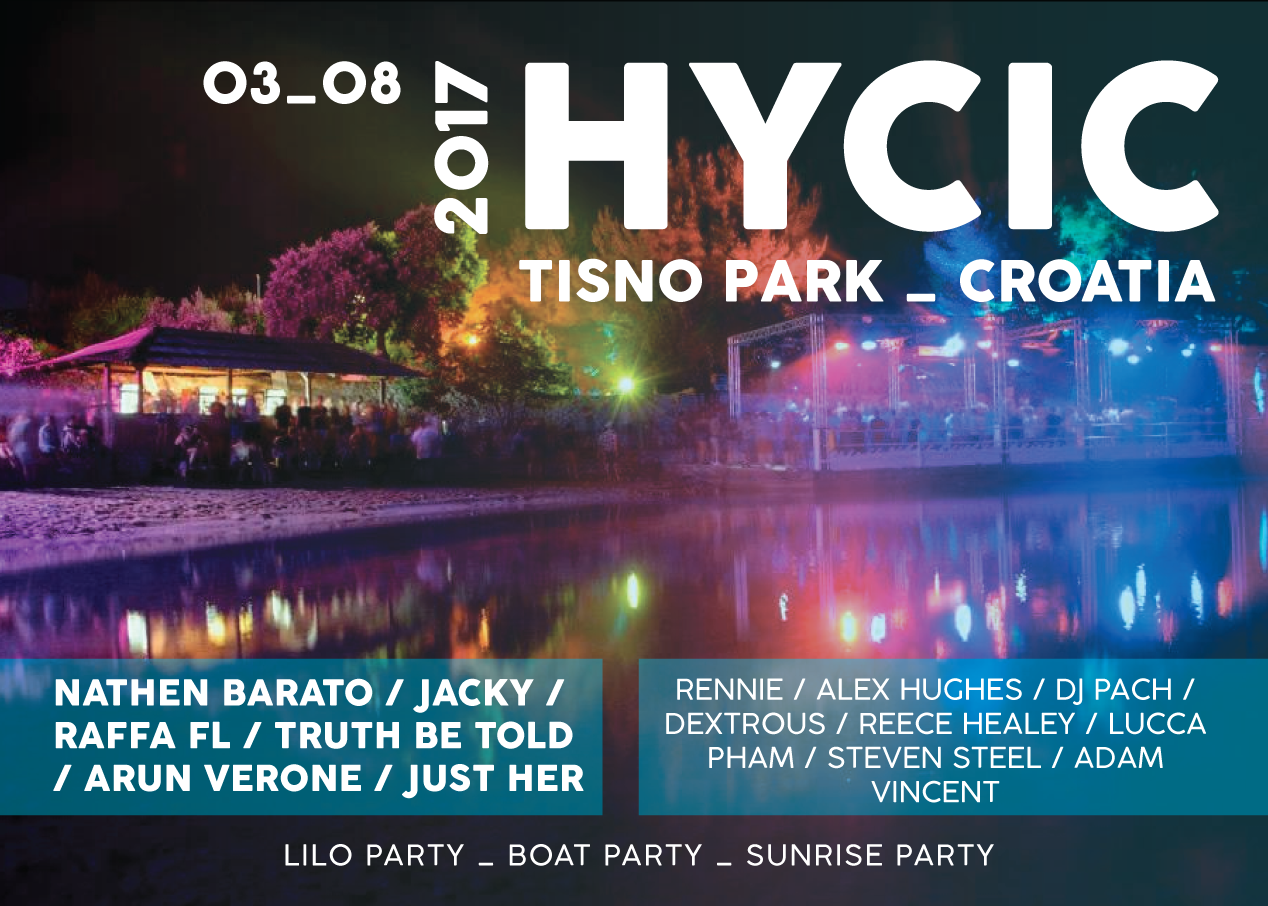 03_08
2017
HYCIC
TISNO PARK _ CROATIA
NATHEN BARATO / JACKY /
RAFFA FL / TRUTH BE TOLD
/ ARUN VERONE / JUST HER
RENNIE / ALEX HUGHES / DJ PACH /
DEXTROUS / REECE HEALEY / LUCCA
PHAM / STEVEN STEEL / ADAM
VINCENT
LILO PARTY _ BOAT PARTY _ SUNRISE PARTY